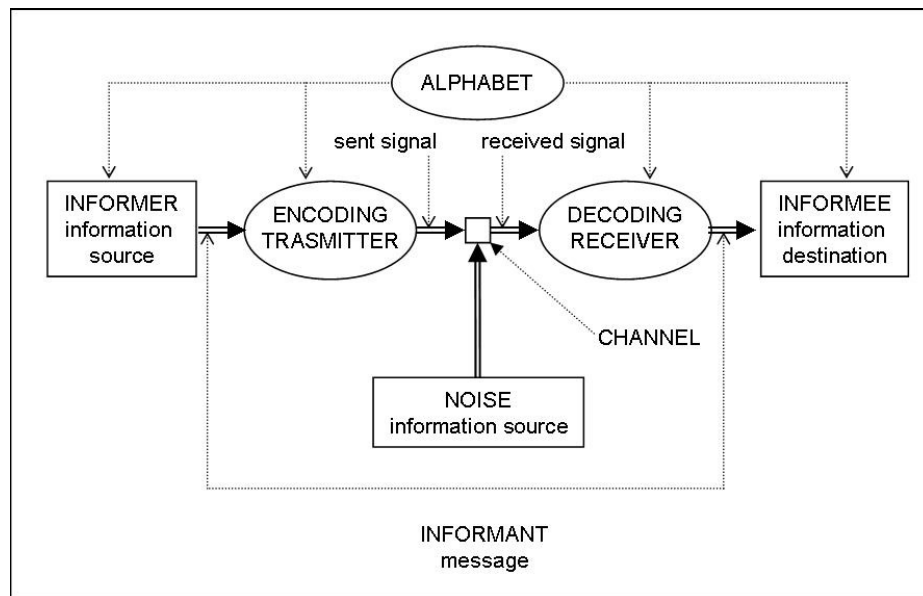 ALPHABET
sent signal
received signal
INFORMER
information
source
ENCODING
TRASMITTER
DECODING
RECEIVER
INFORMEE
information
destination
CHANNEL
NOISE
information source
INFORMANT
message